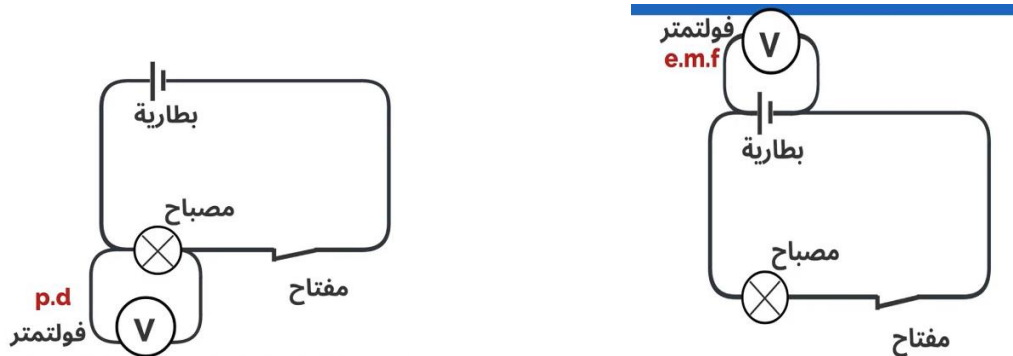 بطارية
مصباح
مفتاح
p.d
فولتمتر
V
فولتمتر
V
e.m.f
بطارية
مصباح
مفتاح